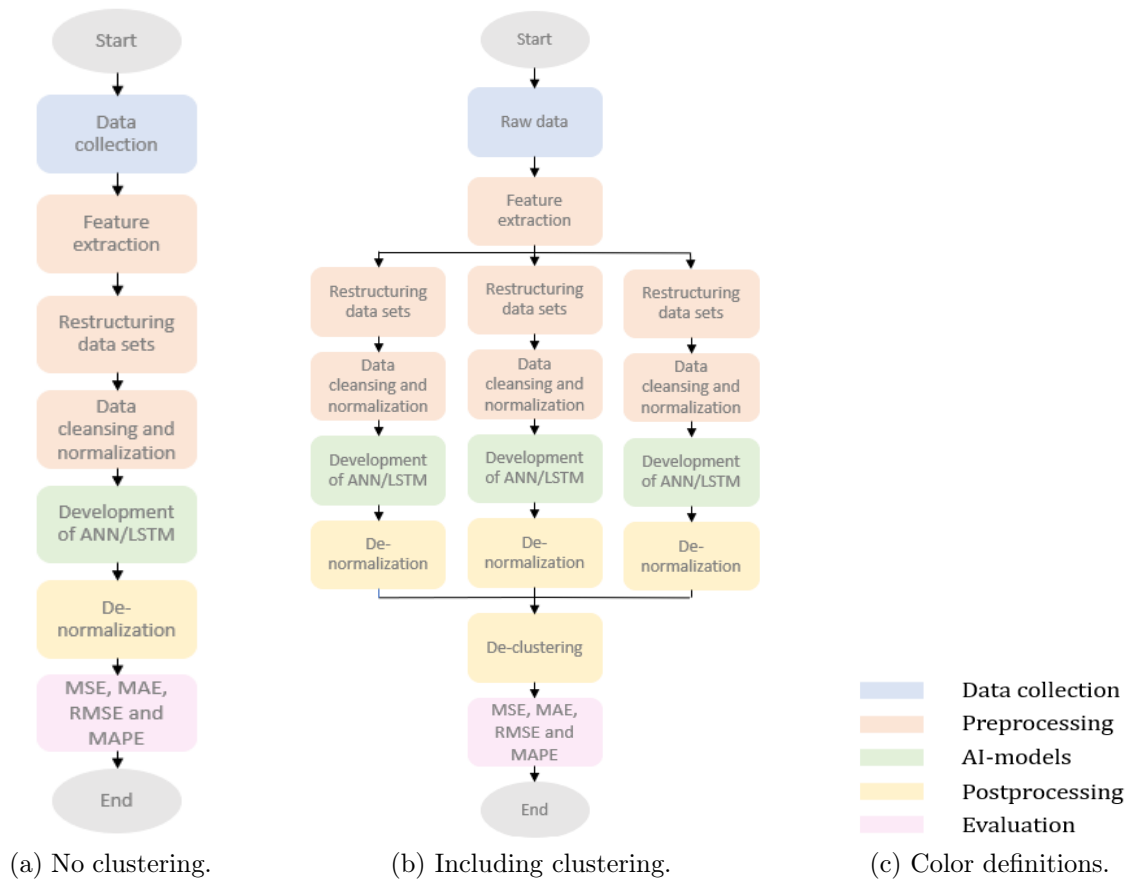 Start
Data
collection
Feature
extraction
Restructuring
data sets
Data
cleansing and
normalization
Development
of ANN/LSTM
De-
normalization
MSE, MAE,
RMSE and
MAPE
End
(a) No clustering.
Start
Raw data
Feature
extraction
Restructuring
data sets
Data
cleansing and
normalization
Development
of ANN/LSTM
De-
normalization
Restructuring
data sets
Data
cleansing and
normalization
Development
of ANN/LSTM
De-
normalization
Restructuring
data sets
Data
cleansing and
normalization
Development
of ANN/LSTM
De-
normalization
De-clustering
MSE, MAE,
RMSE and
MAPE
End
(b) Including clustering.
Data collection
Preprocessing
AI-models
Postprocessing
Evaluation
(c) Color definitions.